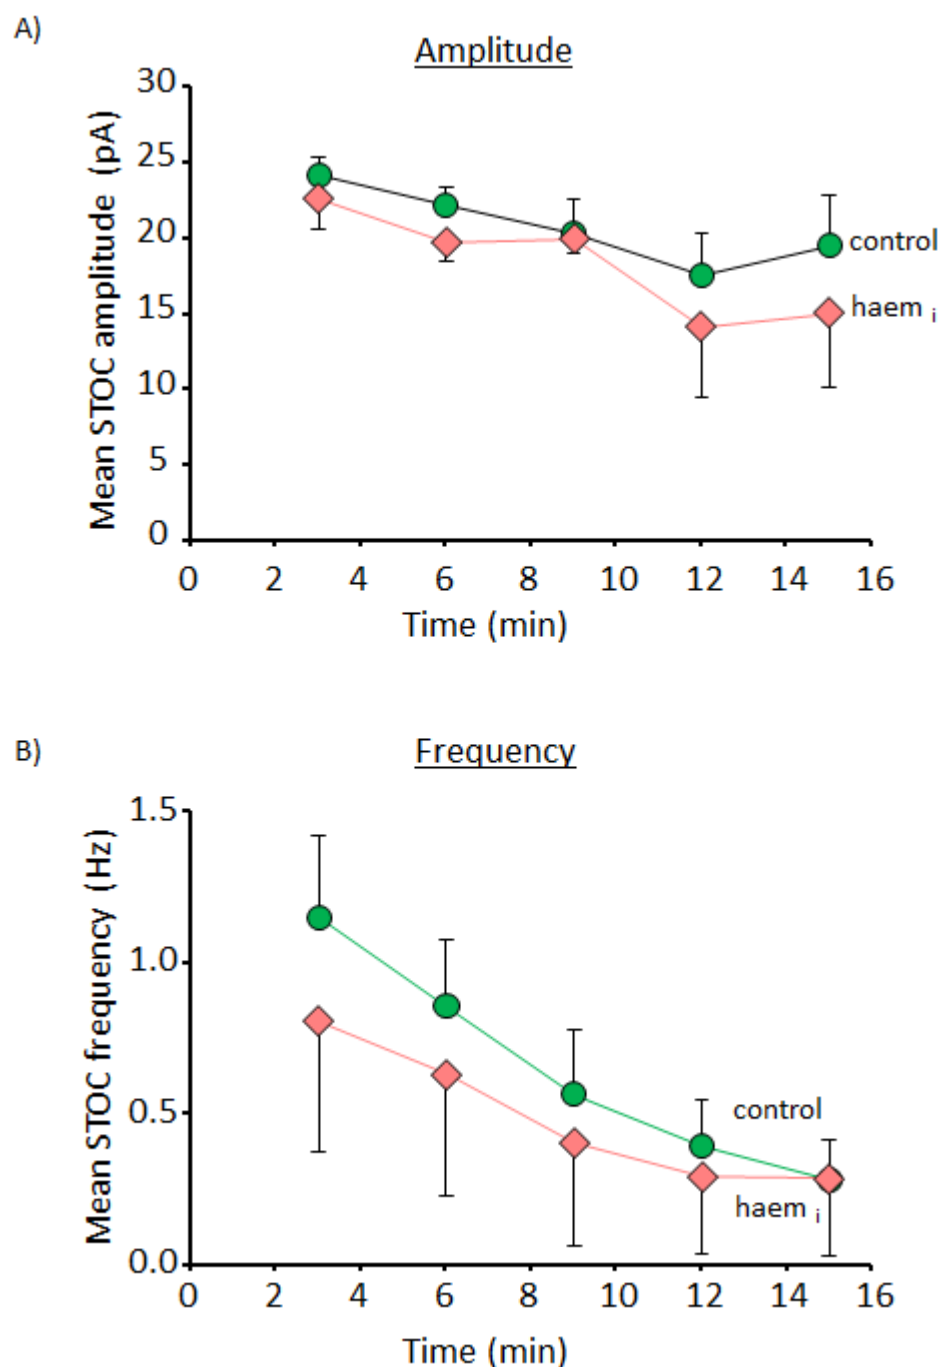 A)
Amplitude
Mean STOC amplitude (pA)
30
25
20
15
10
5
0
control
haem i
0 2 4 6 8 10 12 14 16
Time (min)
B)
Frequency
Mean STOC frequency (Hz)
1.5
1.0
0.5
0.0
control
haem i
0 2 4 6 8 10 12 14 16
Time (min)